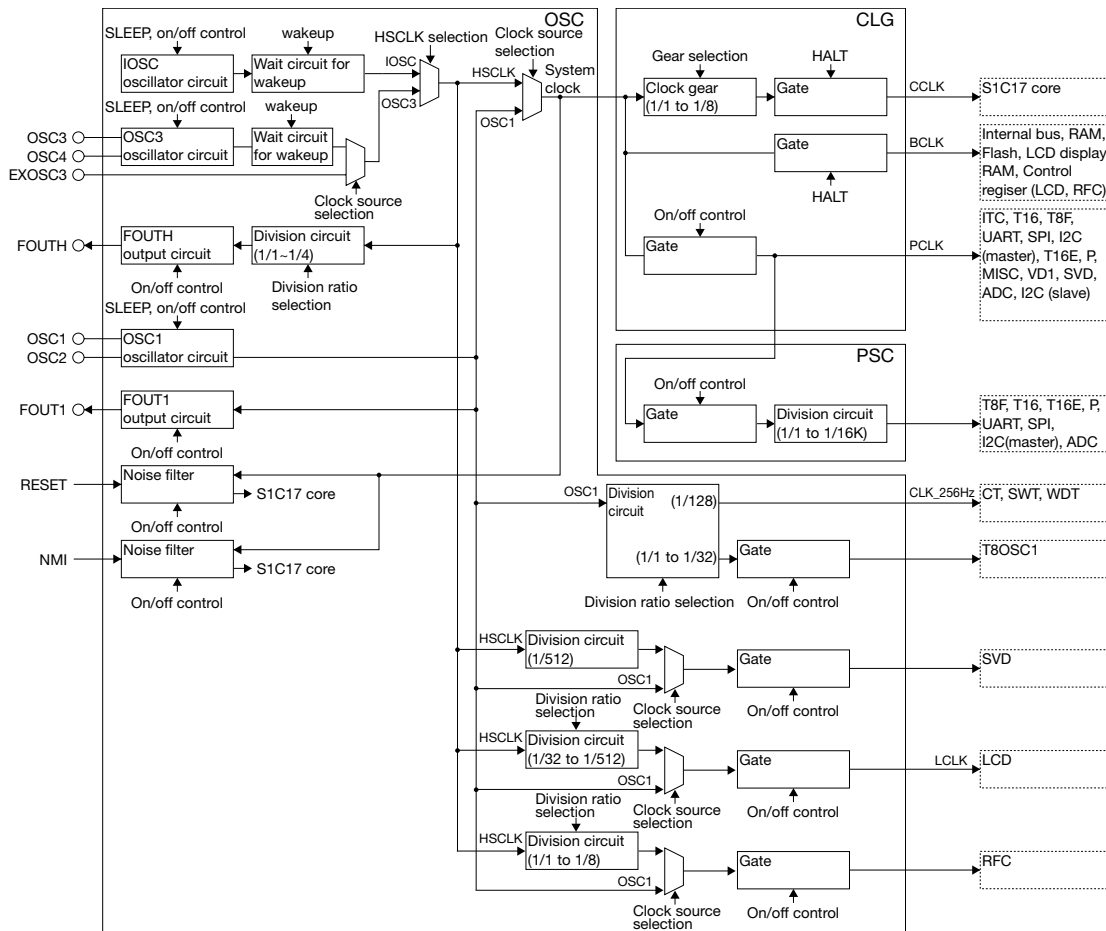 OSC
CLG
SLEEP, on/off control
wakeup
HSCLK selection
Clock source
selection
Gear selection
HALT
IOSC
oscillator circuit
Wait circuit for
wakeup
IOSC
HSCLK
System
clock
Clock gear
(1/1 to 1/8)
Gate
CCLK
S1C17 core
SLEEP, on/off control
wakeup
OSC3
OSC1
OSC3
OSC4
EXOSC3
OSC3
oscillator circuit
Wait circuit
for wakeup
Clock source
selection
Gate
HALT
BCLK
Internal bus, RAM,
Flash, LCD display
RAM, Control
regiser (LCD, RFC)
FOUTH
FOUTH
output circuit
Division circuit
(1/1~1/4)
On/off control
Division ratio
selection
On/off control
Gate
PCLK
ITC, T16, T8F,
UART, SPI, I2C
(master), T16E, P,
MISC, VD1, SVD,
ADC, I2C (slave)
SLEEP, on/off control
OSC1
OSC2
OSC1
oscillator circuit
PSC
FOUT1
FOUT1
output circuit
On/off control
On/off control
Gate
Division circuit
(1/1 to 1/16K)
T8F, T16, T16E, P,
UART, SPI,
I2C(master), ADC
RESET
Noise filter
S1C17 core
On/off control
OSC1
Division
circuit
(1/128)
CLK_256Hz
CT, SWT, WDT
NMI
Noise filter
S1C17 core
On/off control
(1/1 to 1/32)
Gate
T8OSC1
Division ratio selection
On/off control
HSCLK
Division circuit
(1/512)
OSC1
Clock source
selection
Gate
On/off control
SVD
Division ratio
selection
HSCLK
Division circuit
(1/32 to 1/512)
OSC1
Clock source
selection
Gate
On/off control
LCLK
LCD
Division ratio
selection
HSCLK
Division circuit
(1/1 to 1/8)
OSC1
Clock source
selection
Gate
On/off control
RFC